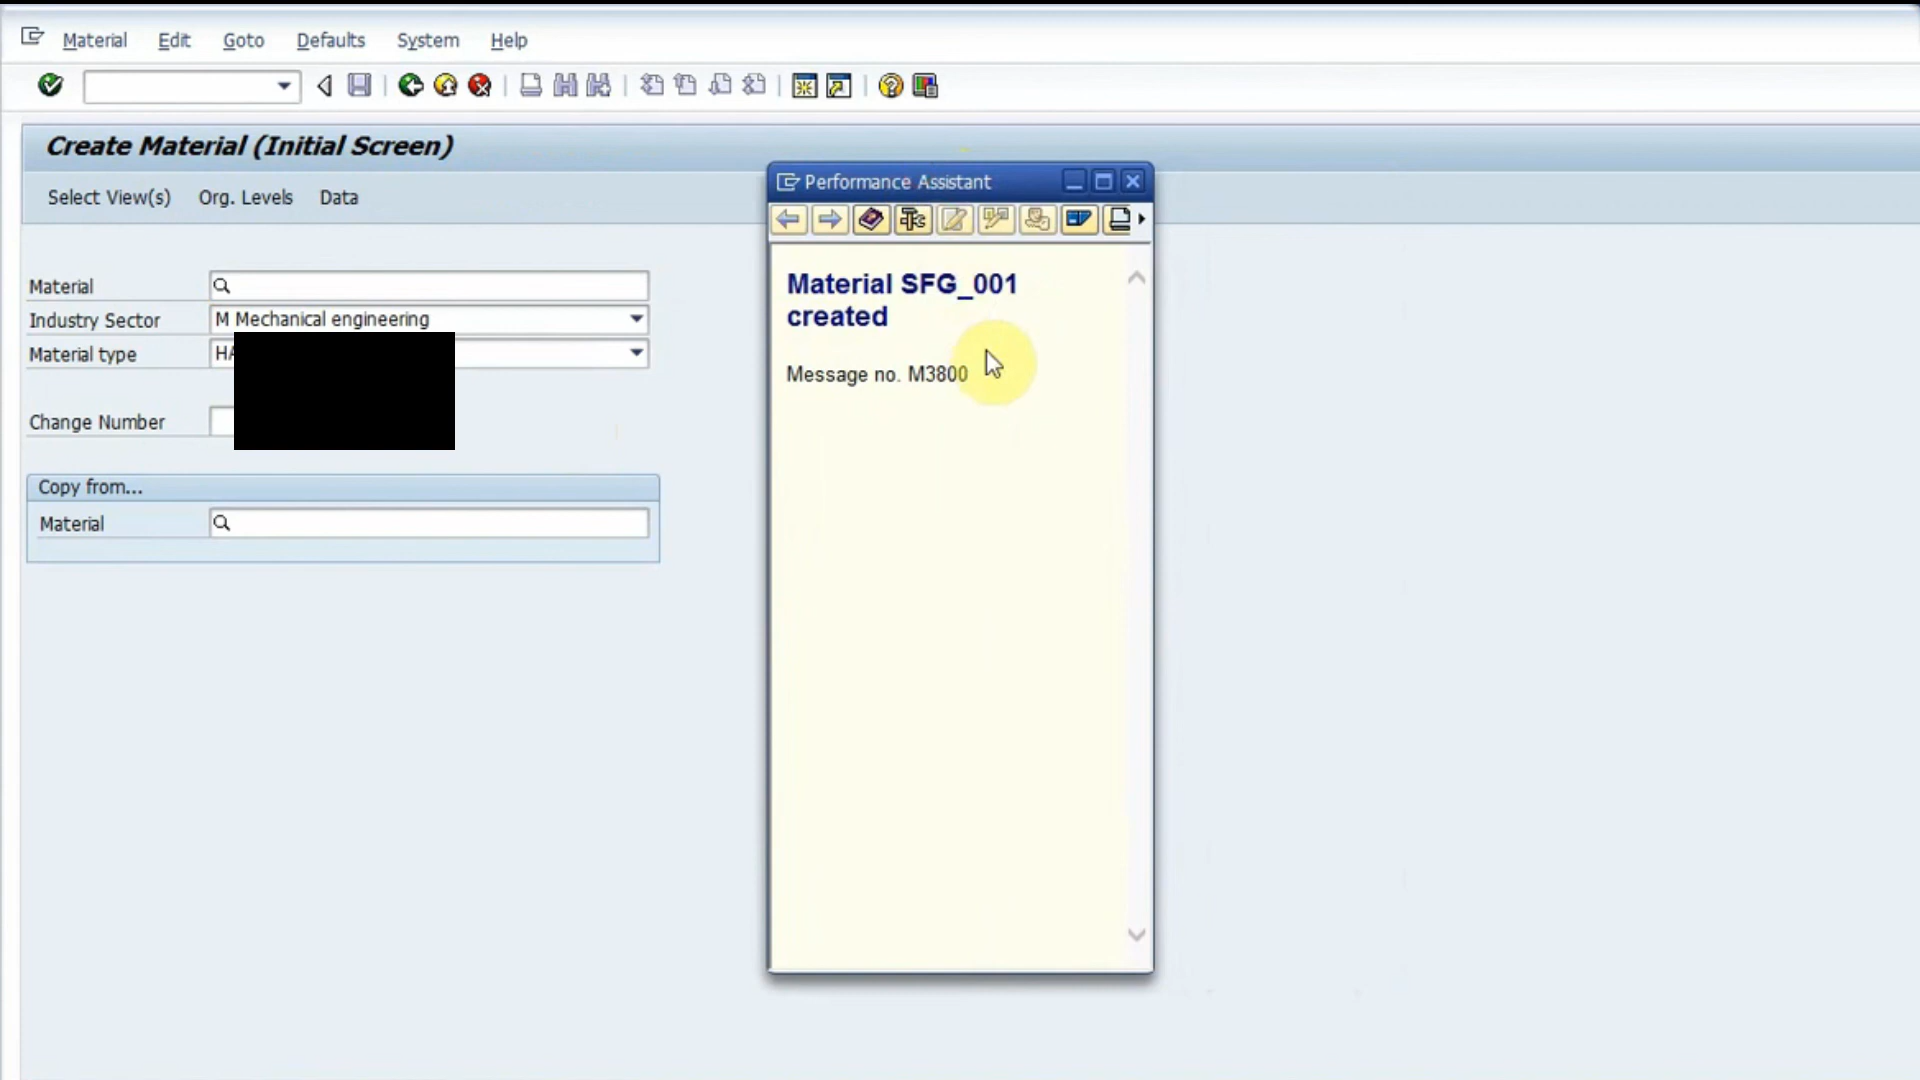 Material Edit Goto Defaults System Help
Create Material (Initial Screen)
Select View(s) Org. Levels Data
Material
Industry Sector M Mechanical engineering
Material type
Change Number
Copy from...
Material
Performance Assistant
Material SFG_001
created
Message no. M3800